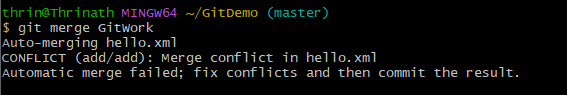 thrin@Thrinath MINGW64 ~/GitDemo (master)
$ git merge GitWork
Auto-merging hello.xml
CONFLICT (add/add): Merge conflict in hello.xml
Automatic merge failed; fix conflicts and then commit the result.